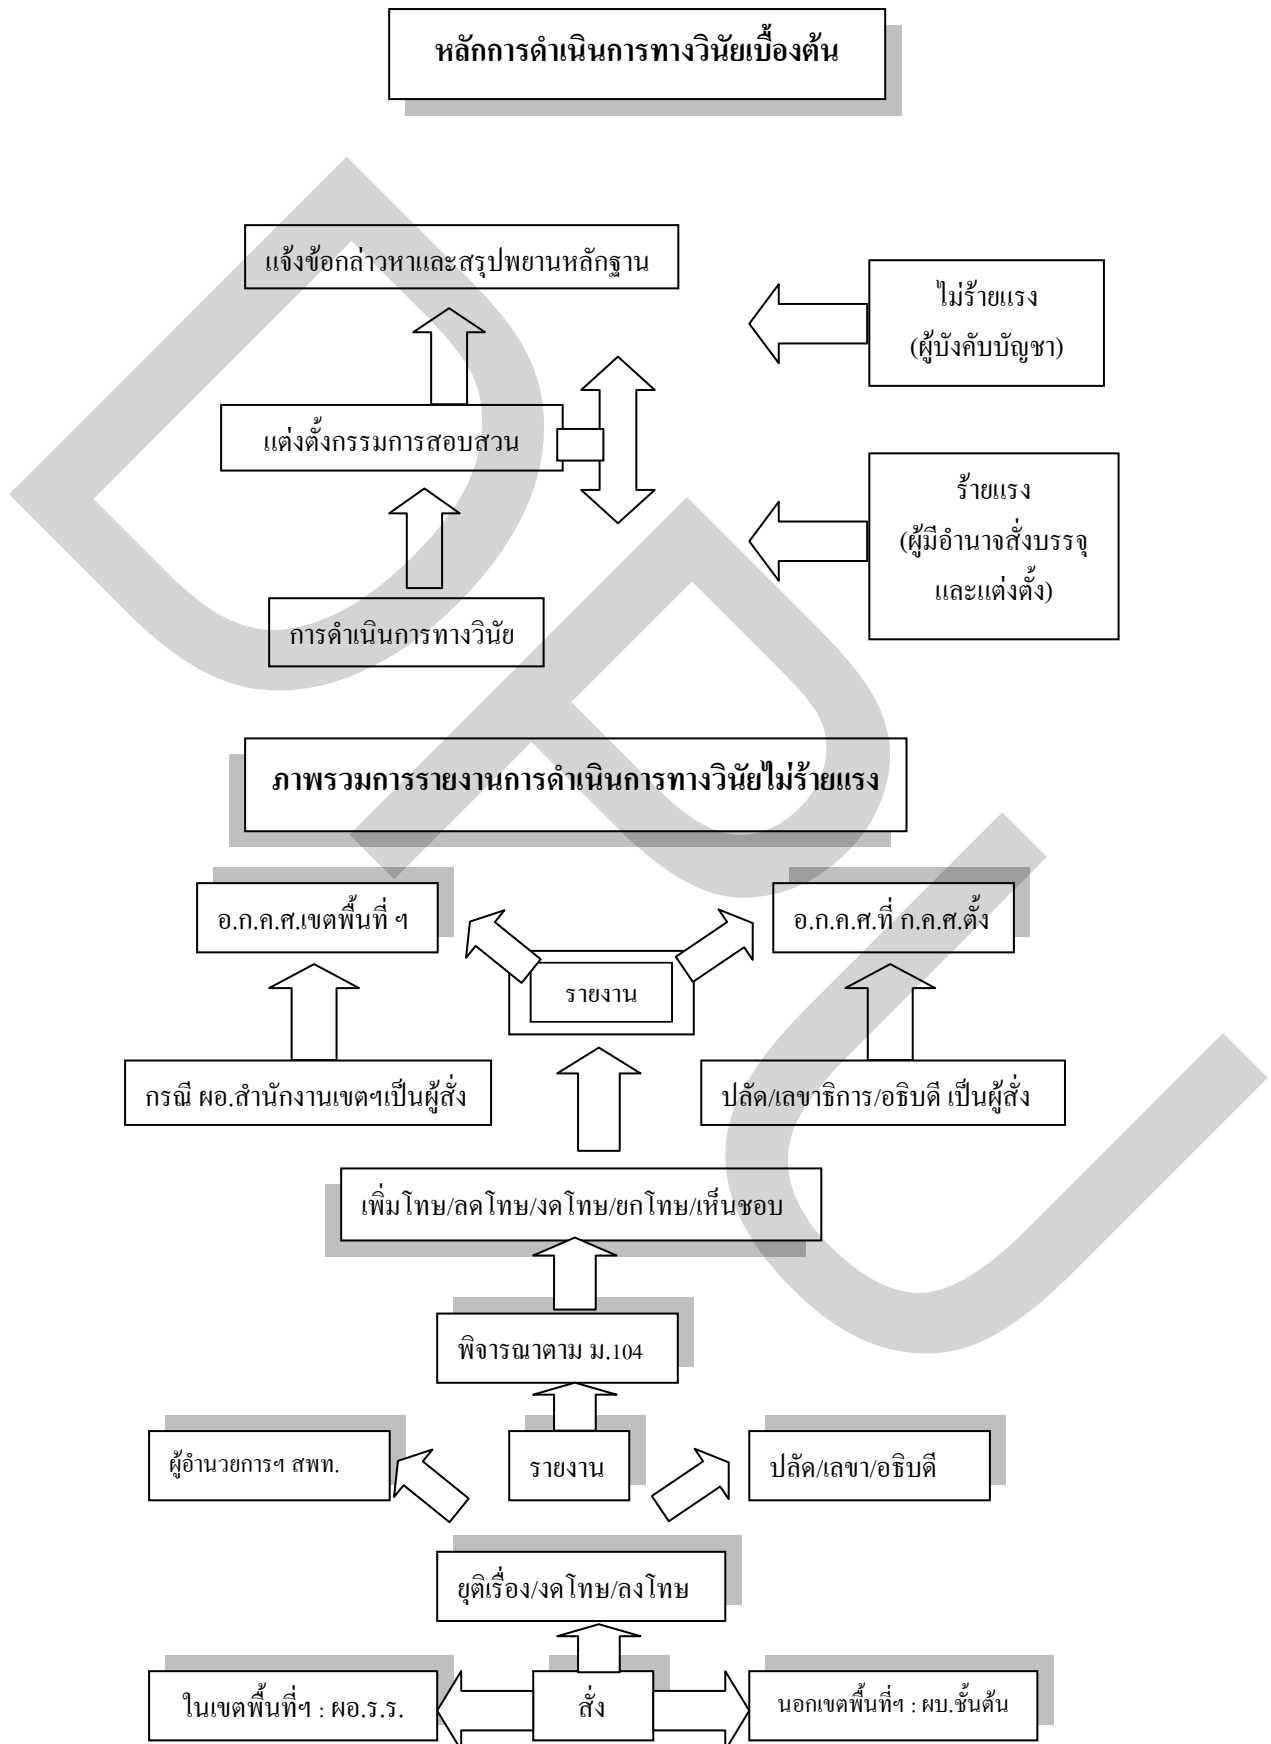 หลักการดำเนินการทางวินัยเบื้องต้น
แจ้งข้อกล่าวหาและสรุปพยานหลักฐาน
ไม่ร้ายแรง
(ผู้บังคับบัญชา)
แต่งตั้งกรรมการสอบสวน
ร้ายแรง
(ผู้มีอำนาจสั่งบรรจุ
และแต่งตั้ง)
การดำเนินการทางวินัย
ภาพรวมการรายงานการดำเนินการทางวินัยไม่ร้ายแรง
อ.ก.ค.ศ.เขตพื้นที่ ฯ
อ.ก.ค.ศ.ที่ ก.ค.ศ.ตั้ง
รายงาน
กรณี ผอ.สำนักงานเขตฯเป็นผู้สั่ง
ปลัด/เลขาธิการ/อธิบดี เป็นผู้สั่ง
เพิ่มโทษ/ลดโทษ/งดโทษ/ยกโทษ/เห็นชอบ
พิจารณาตาม ม.104
ผู้อำนวยการฯ สพท.
รายงาน
ปลัด/เลขา/อธิบดี
ยุติเรื่อง/งดโทษ/ลงโทษ
ในเขตพื้นที่ฯ : ผอ.ร.ร.
สั่ง
นอกเขตพื้นที่ฯ : ผบ.ชั้นต้น
DPU